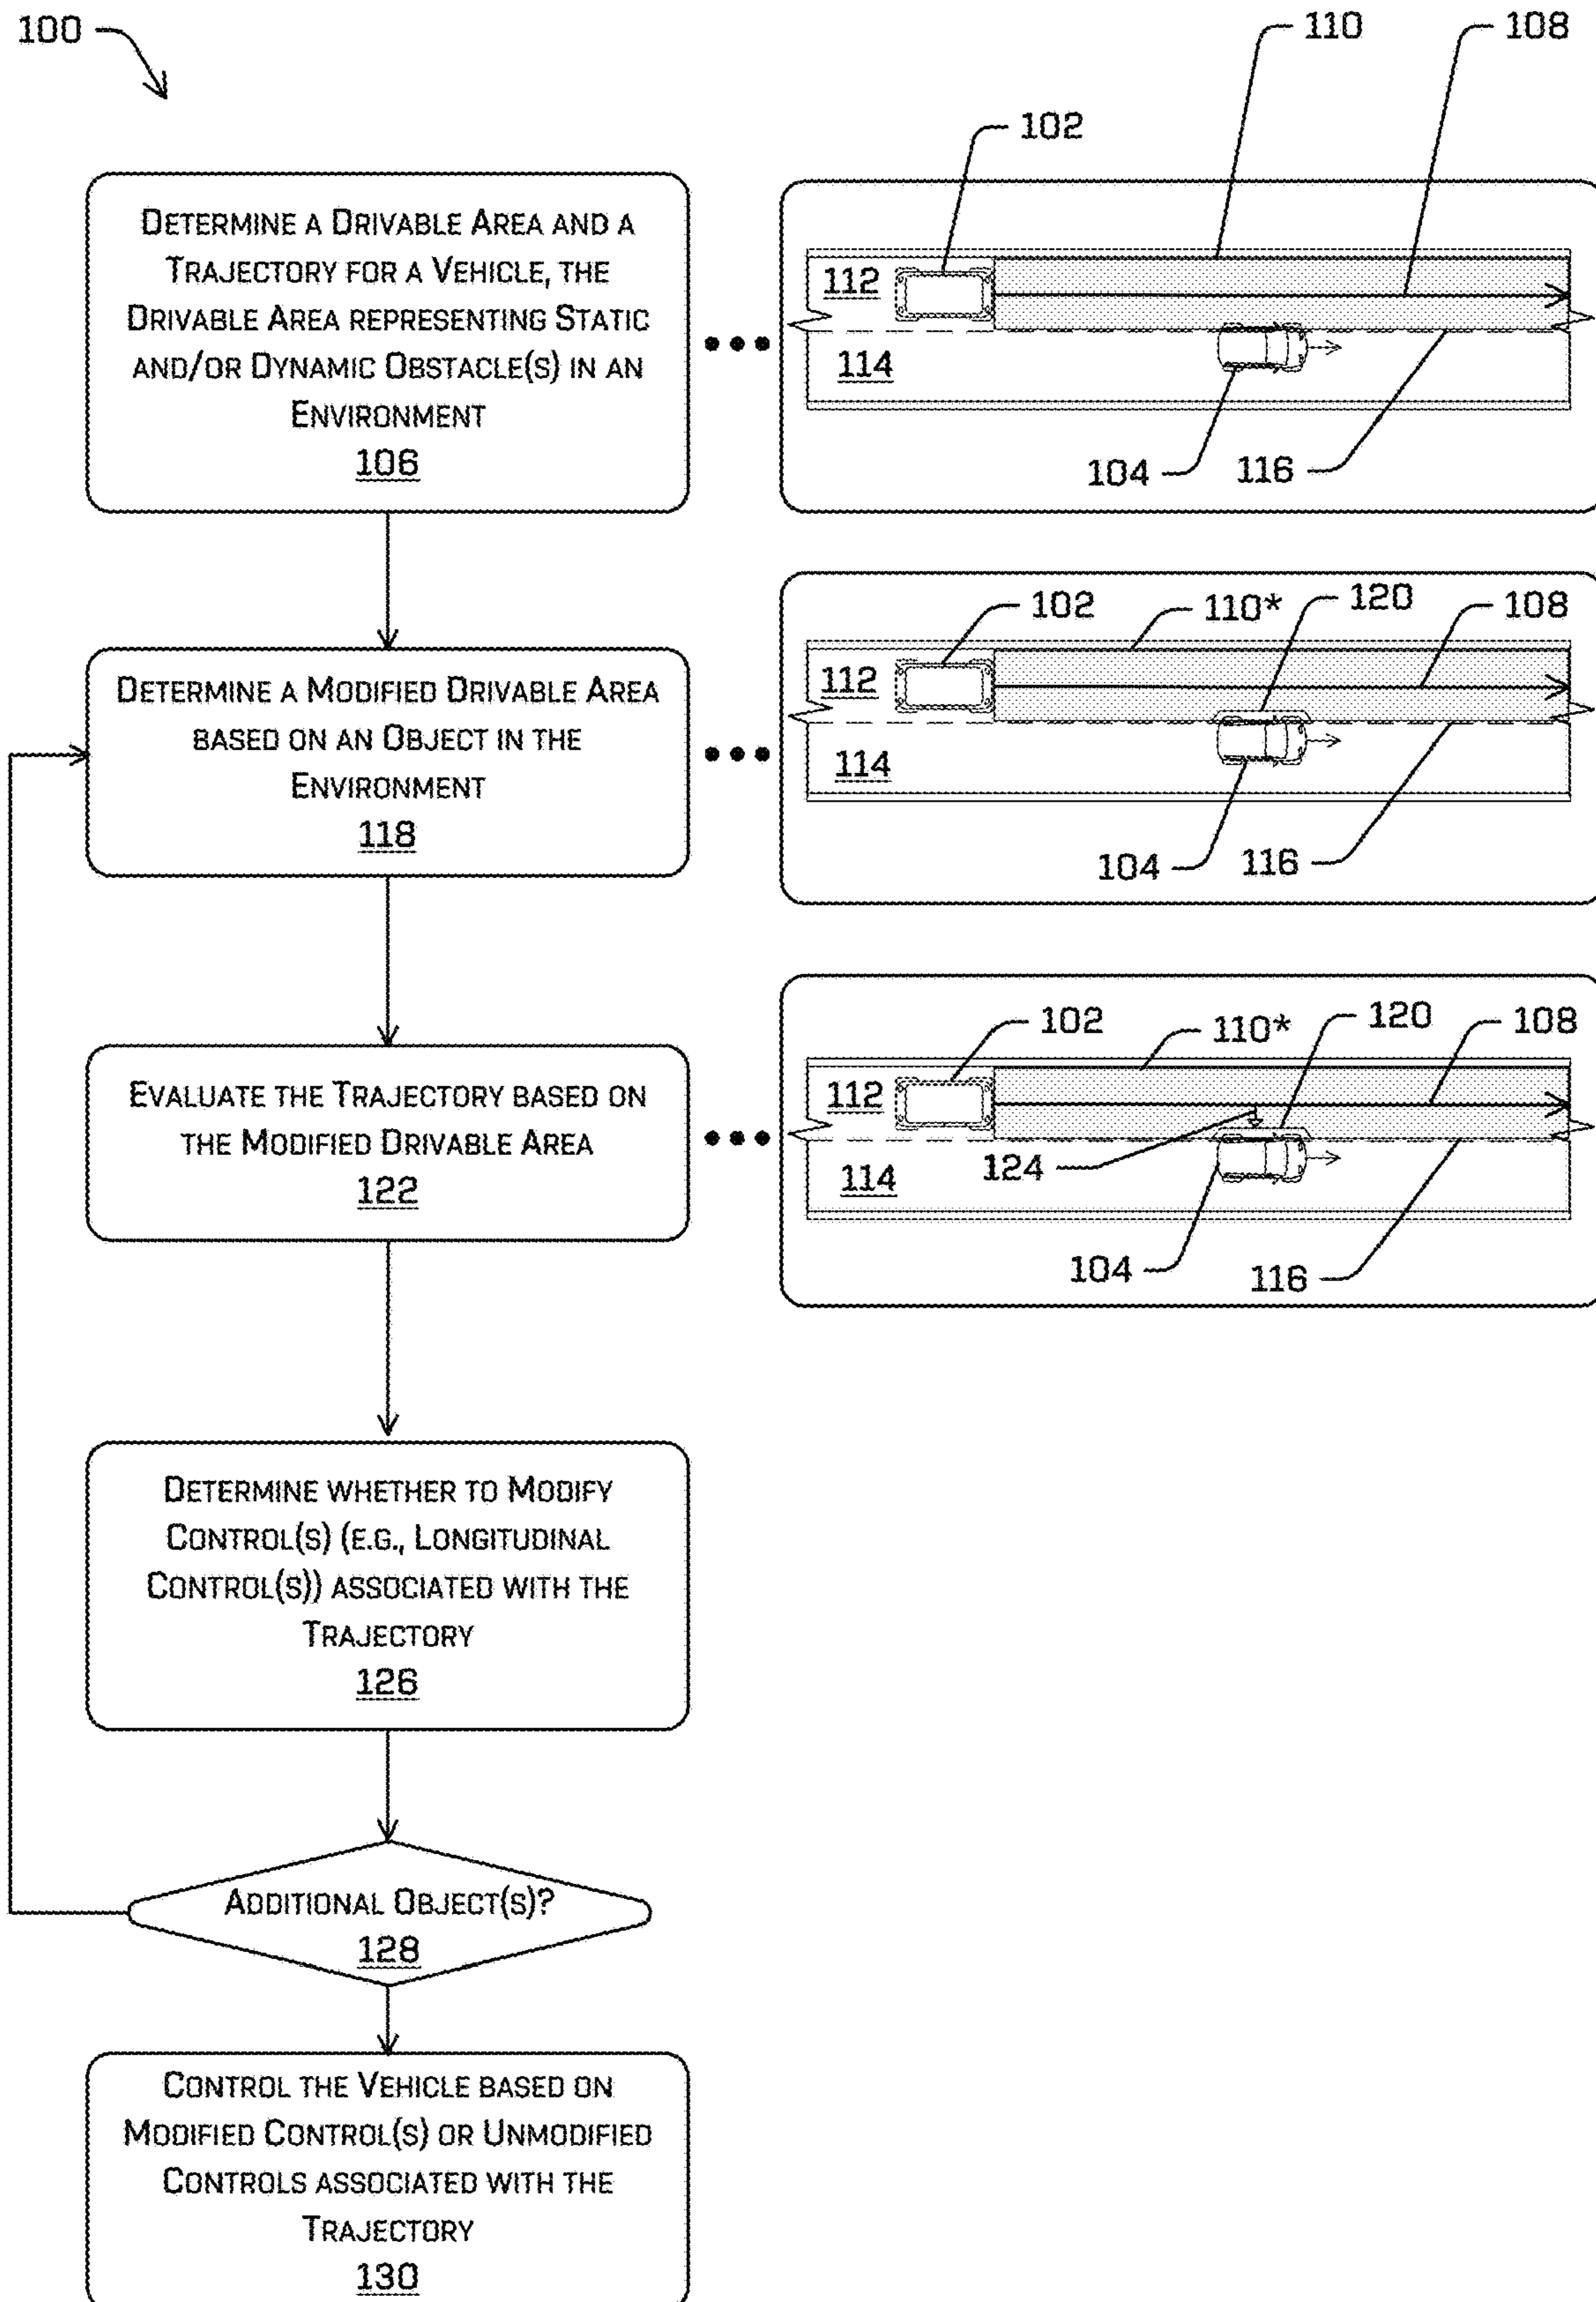 100
DETERMINE A DRIVABLE AREA AND A
TRAJECTORY FOR A VEHICLE, THE
DRIVABLE AREA REPRESENTING STATIC
AND/OR DYNAMIC OBSTACLE(S) IN AN
ENVIRONMENT
106
110
108
102
112
114
104
116
DETERMINE A MODIFIED DRIVABLE AREA
BASED ON AN OBJECT IN THE
ENVIRONMENT
118
102
110*
120
108
112
114
104
116
EVALUATE THE TRAJECTORY BASED ON
THE MODIFIED DRIVABLE AREA
122
102
110*
120
108
112
114
124
104
116
DETERMINE WHETHER TO MODIFY
CONTROL(S) (E.G., LONGITUDINAL
CONTROL(S)) ASSOCIATED WITH THE
TRAJECTORY
126
ADDITIONAL OBJECT(S)?
128
CONTROL THE VEHICLE BASED ON
MODIFIED CONTROL(S) OR UNMODIFIED
CONTROLS ASSOCIATED WITH THE
TRAJECTORY
130